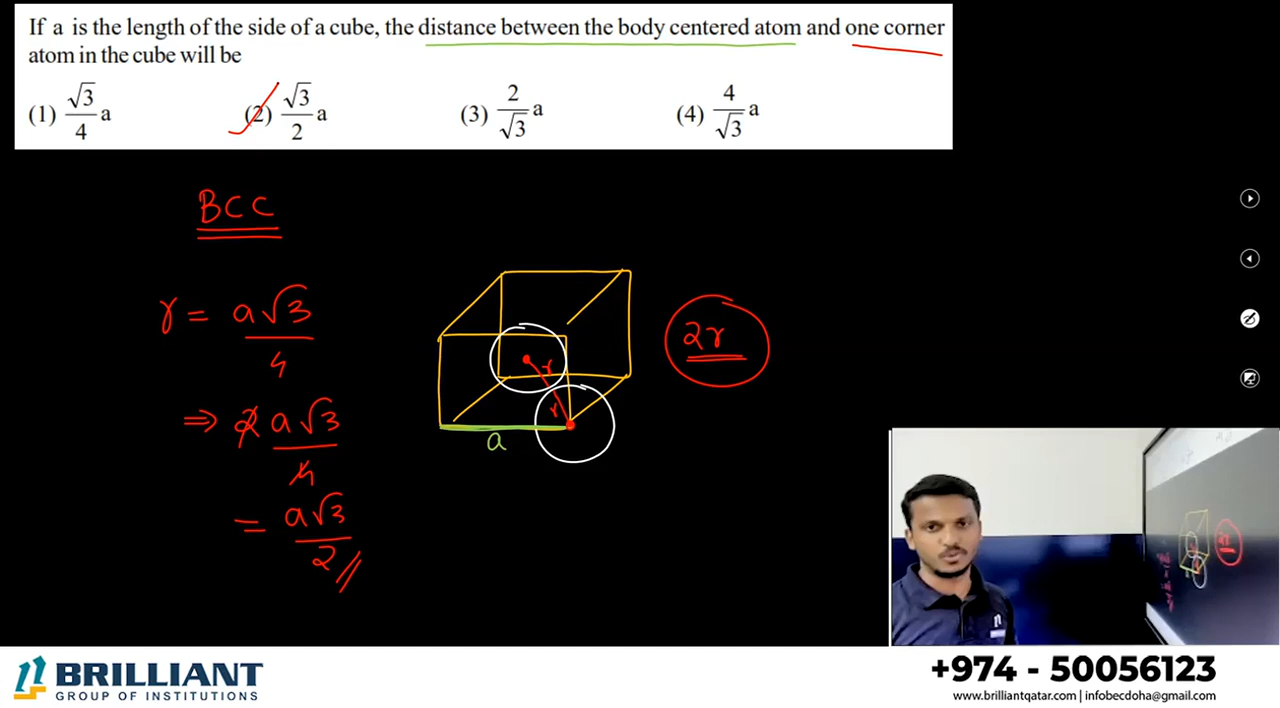 If a is the length of the side of a cube, the distance between the body centered atom and one corner
atom in the cube will be
(1) √3/4 a (2) √3/2 a (3) 2/√3 a (4) 4/√3 a
BCC
r = a√3/4
⇒ 2 a√3/4
= a√3/2
r
r
a
2r
BRILLIANT
GROUP OF INSTITUTIONS
+974 - 50056123
www.brilliantqatar.com | infobecdoha@gmail.com